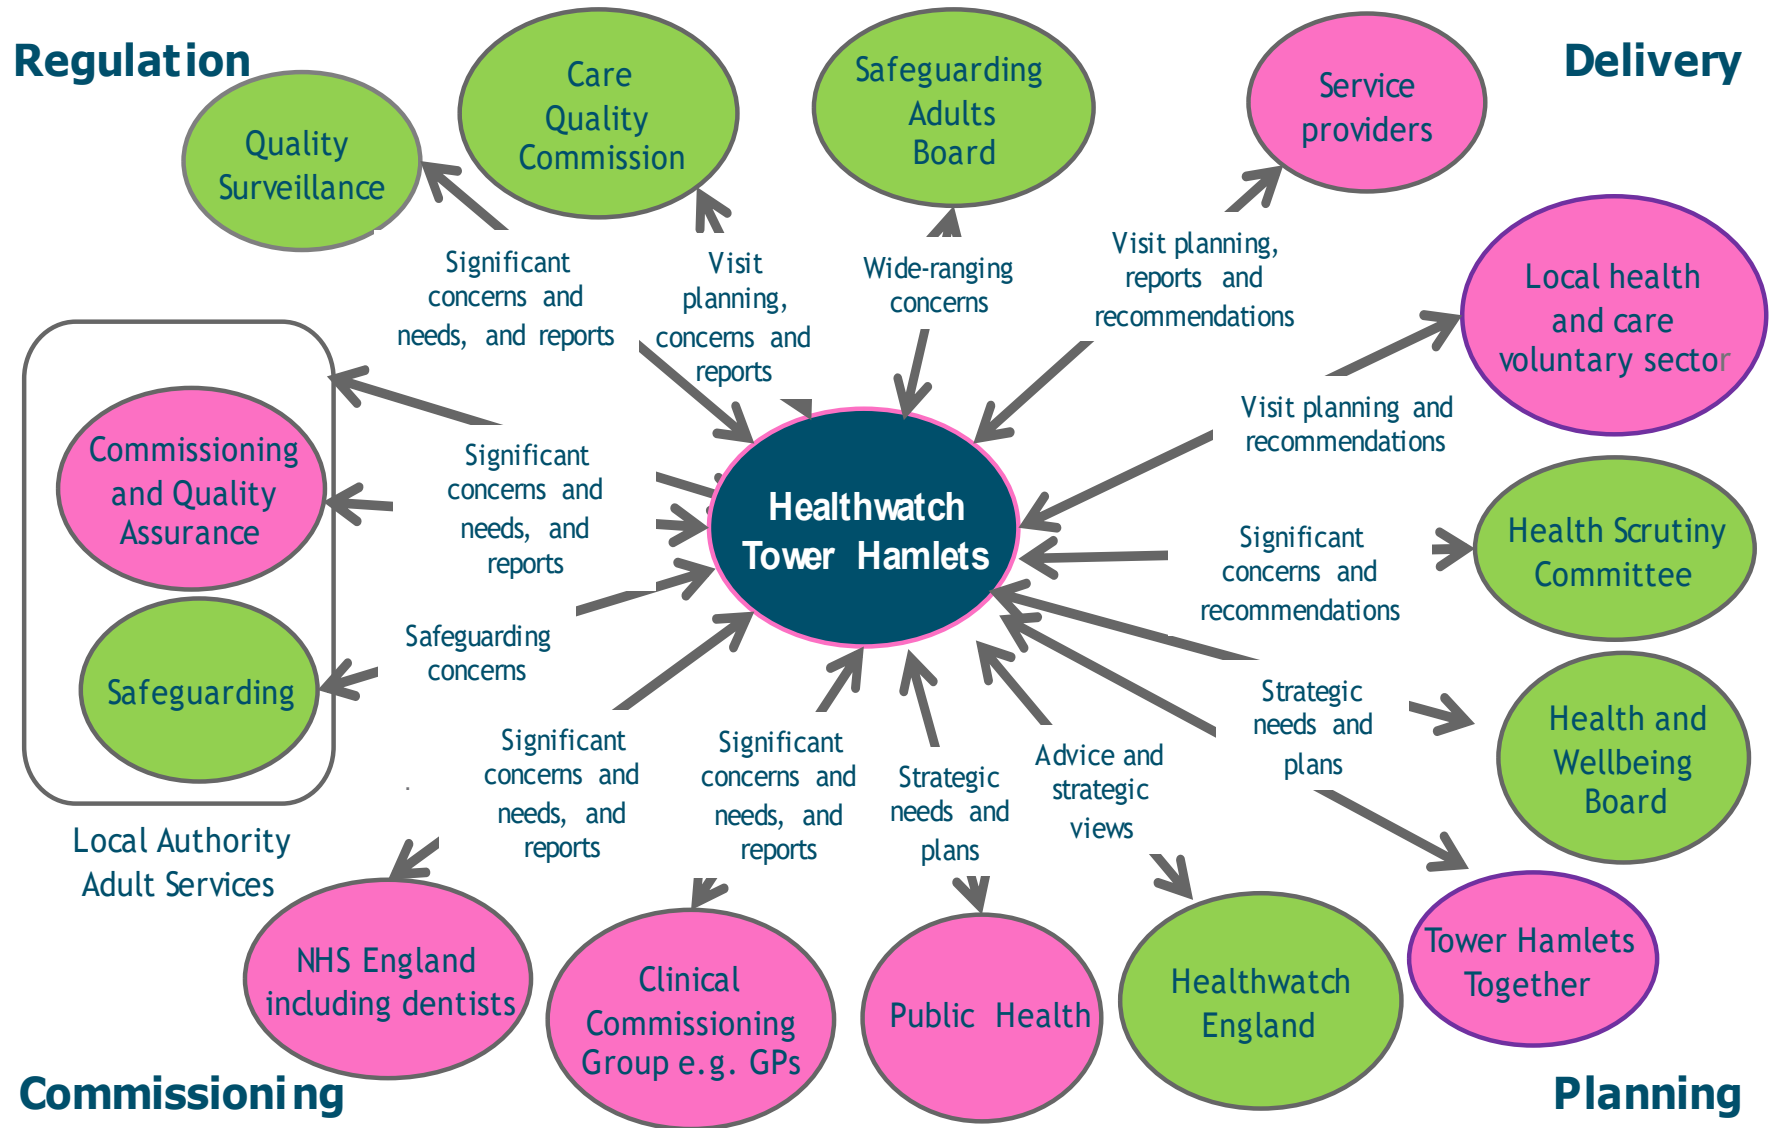 Regulation
Delivery
Quality
Surveillance
Care
Quality
Commission
Safeguarding
Adults
Board
Service
providers
Local health
and care
voluntary sector
Significant
concerns and
needs, and reports
Visit
planning,
concerns and
reports
Wide-ranging
concerns
Visit planning,
reports and
recommendations
Visit planning and
recommendations
Commissioning
and Quality
Assurance
Significant
concerns and
needs, and
reports
Healthwatch
Tower Hamlets
Significant
concerns and
recommendations
Health Scrutiny
Committee
Safeguarding
Safeguarding
concerns
Strategic
needs and
plans
Health and
Wellbeing
Board
Local Authority
Adult Services
Significant
concerns and
needs, and
reports
Significant
concerns and
needs, and
reports
Strategic
needs and
plans
Advice and
strategic
views
NHS England
including dentists
Clinical
Commissioning
Group e.g. GPs
Public Health
Healthwatch
England
Tower Hamlets
Together
Commissioning
Planning